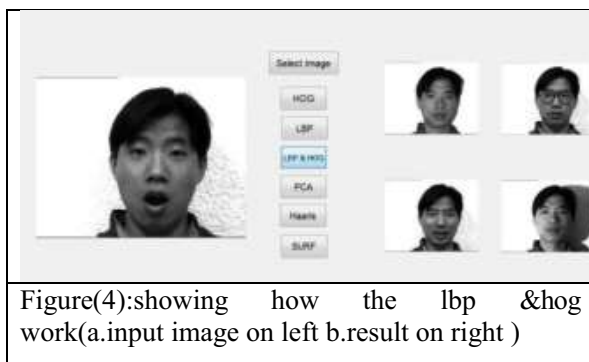 Select Image
HOG
LBP
LBP & HOG
PCA
Haaris
SURF
Figure(4):showing how the lbp &hog
work(a.input image on left b.result on right )